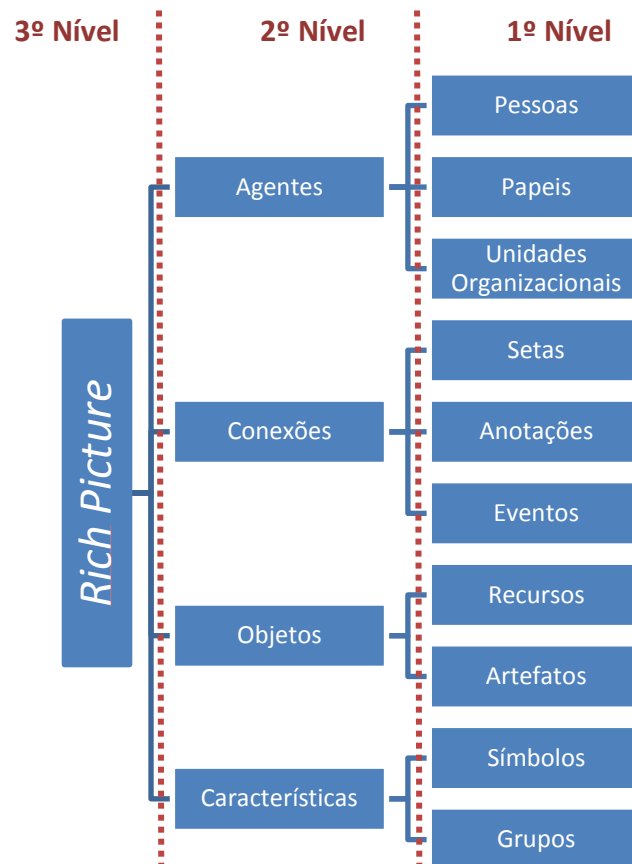 3º Nível
2º Nível
1º Nível
Rich Picture
Agentes
Pessoas
Papeis
Unidades
Organizacionais
Conexões
Setas
Anotações
Eventos
Objetos
Recursos
Artefatos
Características
Símbolos
Grupos